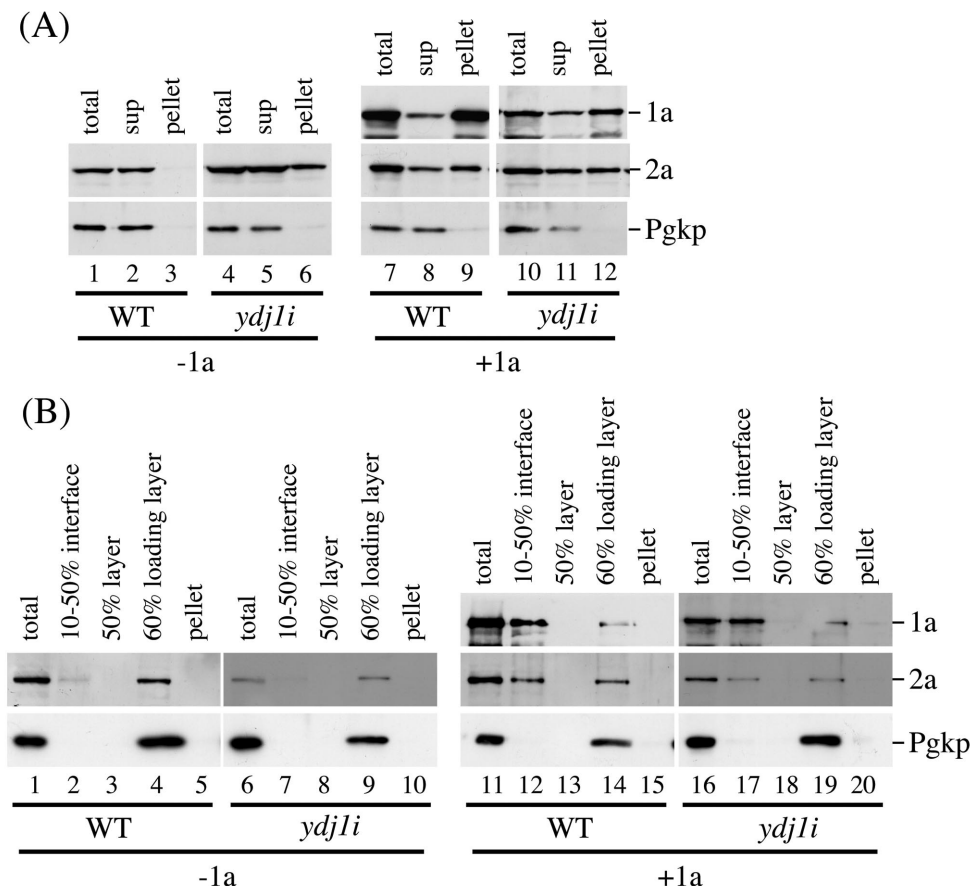 (A)
total sup pellet total sup pellet total sup pellet total sup pellet
-1a
-2a
-Pgkp
1 2 3 4 5 6 7 8 9 10 11 12
WT ydj1i WT ydj1i
-1a +1a
(B)
total 10-50% interface 50% layer 60% loading layer pellet total 10-50% interface 50% layer 60% loading layer pellet total 10-50% interface 50% layer 60% loading layer pellet total 10-50% interface 50% layer 60% loading layer pellet
-1a
-2a
-Pgkp
1 2 3 4 5 6 7 8 9 10 11 12 13 14 15 16 17 18 19 20
WT ydj1i WT ydj1i
-1a +1a